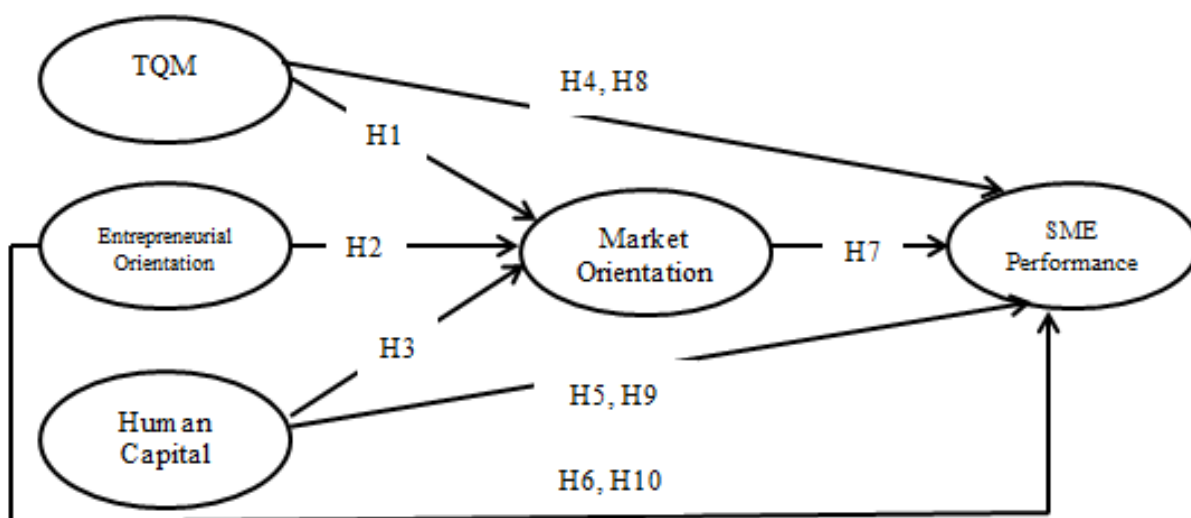 TQM
H4, H8
H1
Entrepreneurial
Orientation
H2
Market
Orientation
H7
SME
Performance
H3
H5, H9
Human
Capital
H6, H10